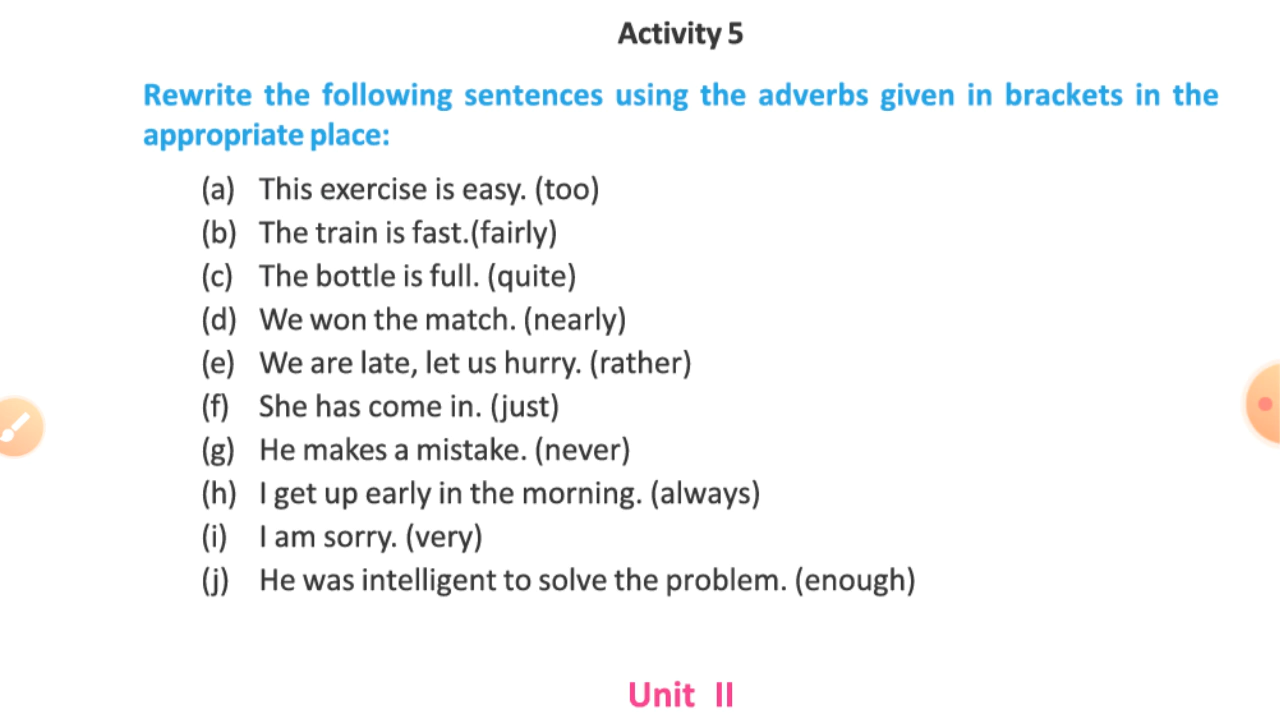 Activity 5
Rewrite the following sentences using the adverbs given in brackets in the
appropriate place:
(a) This exercise is easy. (too)
(b) The train is fast.(fairly)
(c) The bottle is full. (quite)
(d) We won the match. (nearly)
(e) We are late, let us hurry. (rather)
(f) She has come in. (just)
(g) He makes a mistake. (never)
(h) I get up early in the morning. (always)
(i) I am sorry. (very)
(j) He was intelligent to solve the problem. (enough)
Unit II